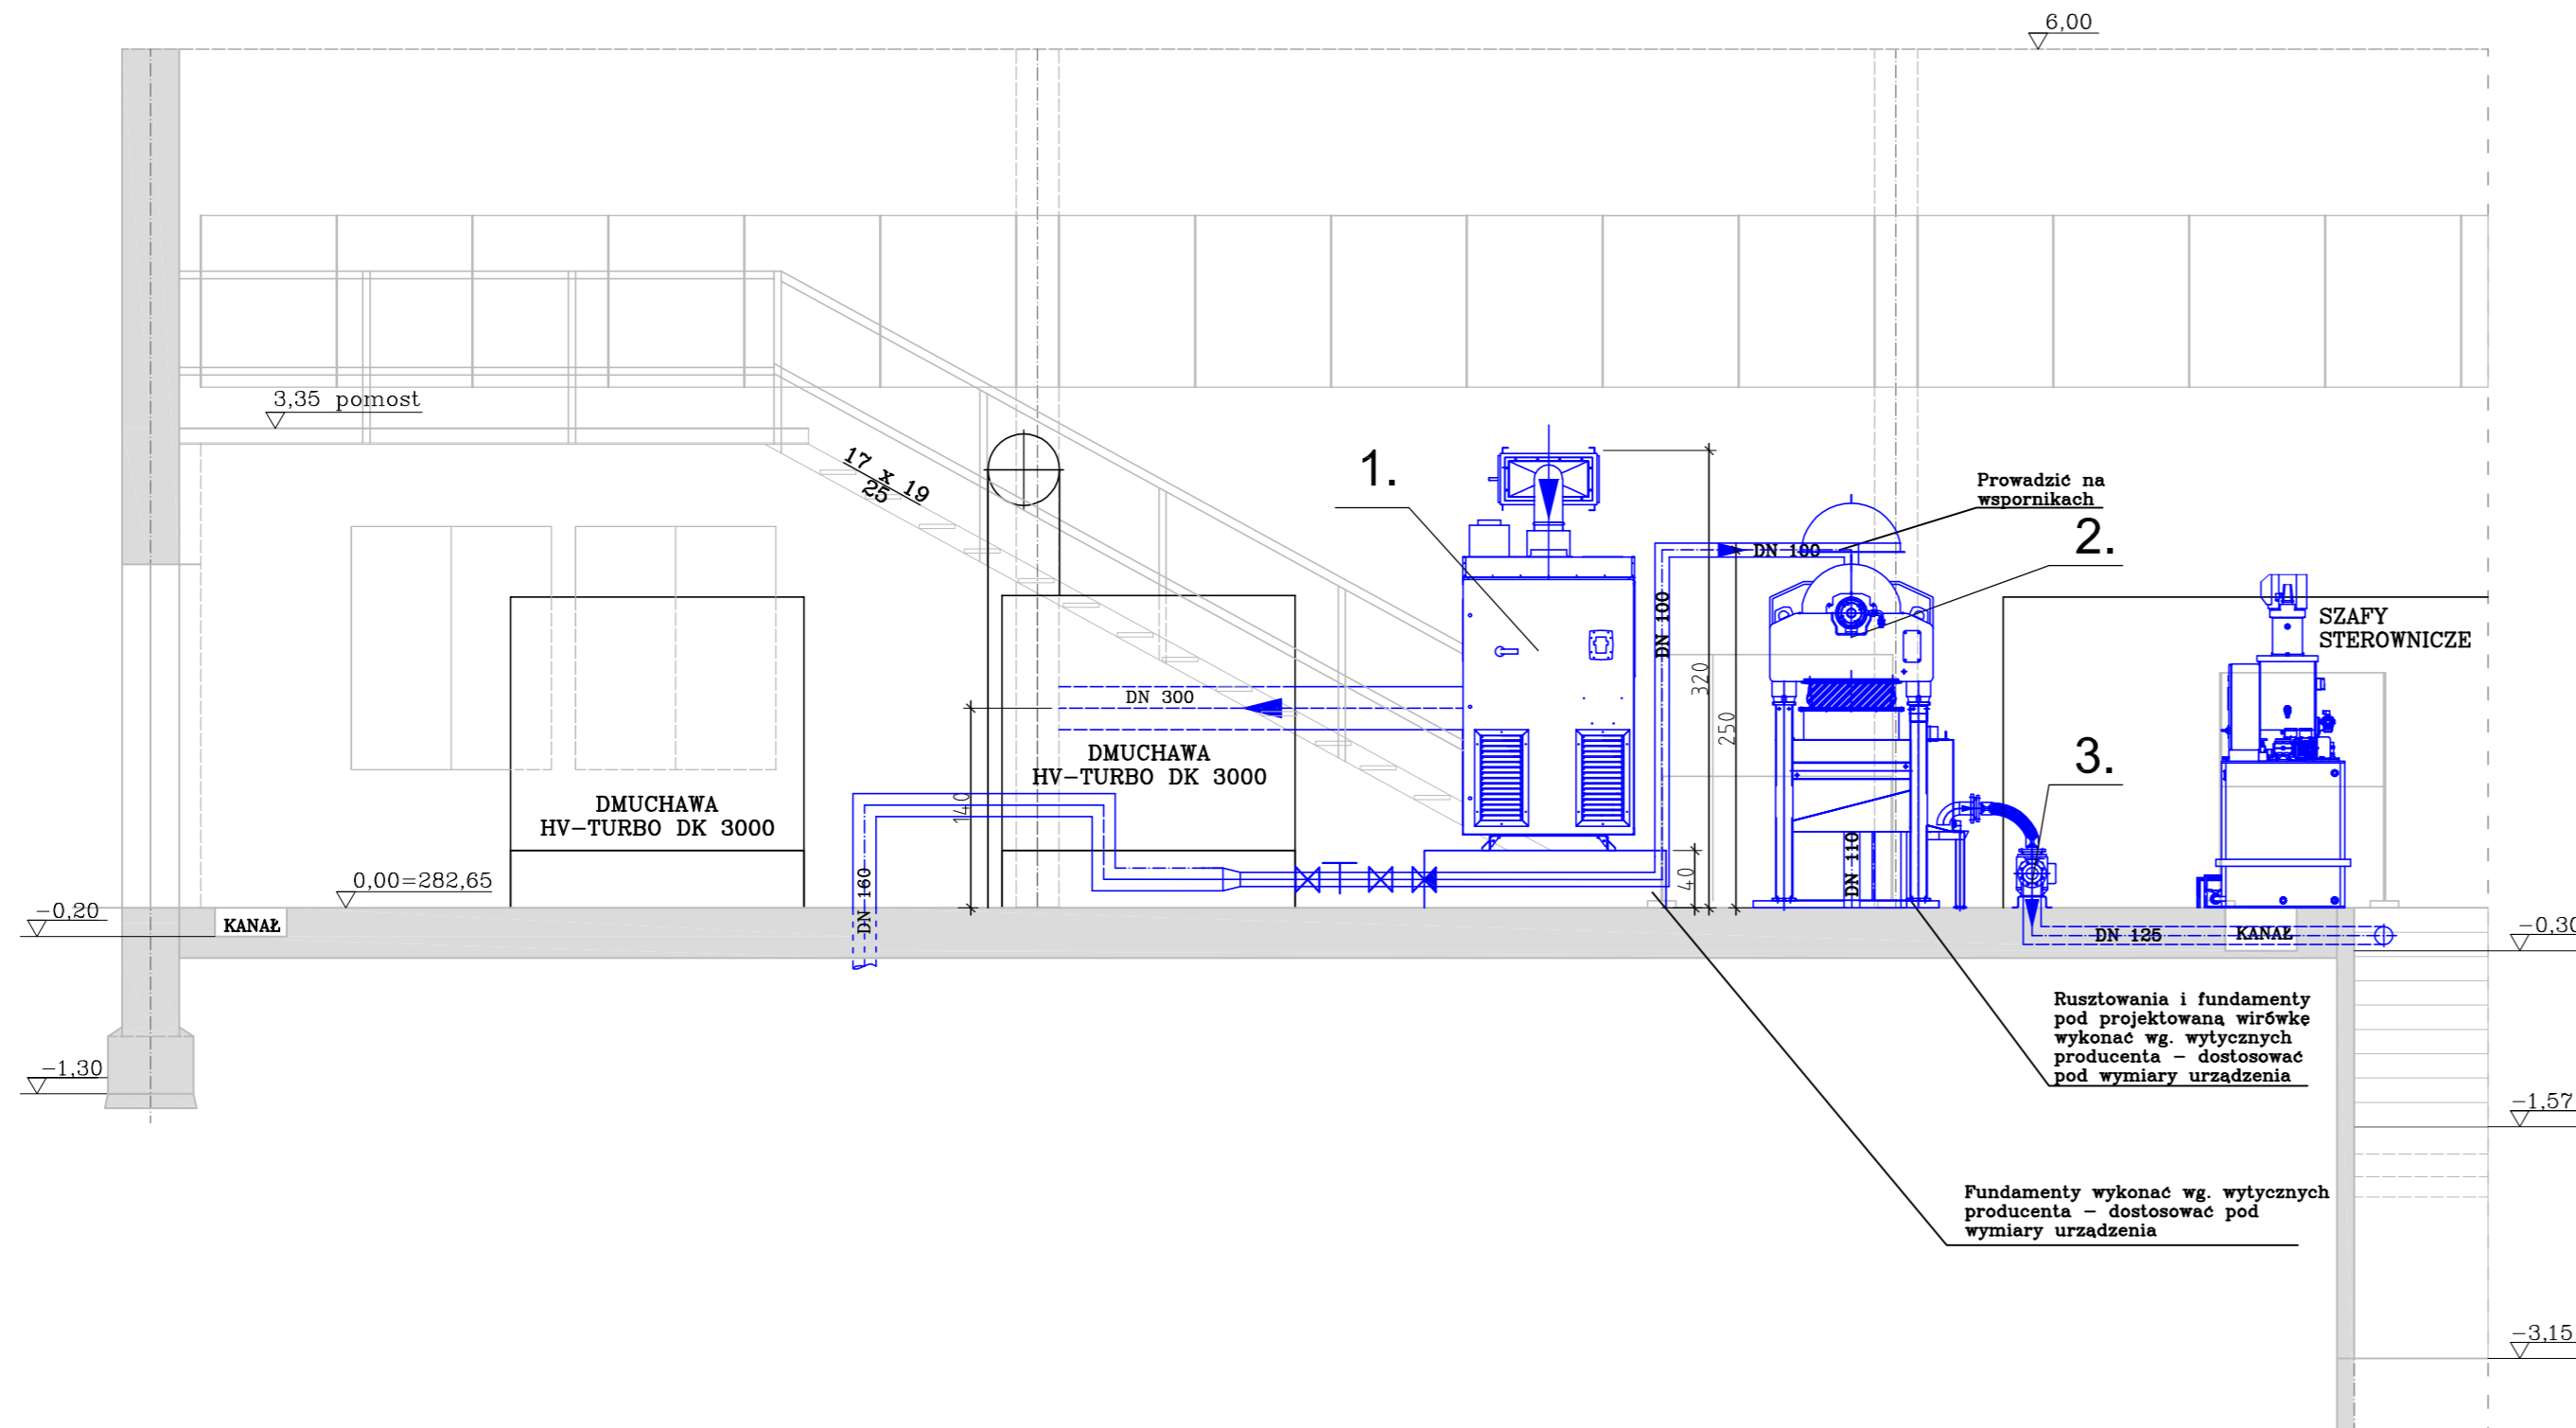 6,00
3,35 pomost
17 x 19
25
1.
Prowadzić na
wspornikach
2.
DN 100
DN 100
SZAFY
STEROWNICZE
320
250
DN 300
DMUCHAWA
HV-TURBO DK 3000
3.
140
DMUCHAWA
HV-TURBO DK 3000
DN 110
40
DN 160
0,00=282,65
-0,20
KANAŁ
DN 125
KANAŁ
-0,30
Rusztowania i fundamenty
pod projektowaną wirówkę
wykonać wg. wytycznych
producenta - dostosować
pod wymiary urządzenia
-1,30
-1,57
Fundamenty wykonać wg. wytycznych
producenta - dostosować pod
wymiary urządzenia
-3,15